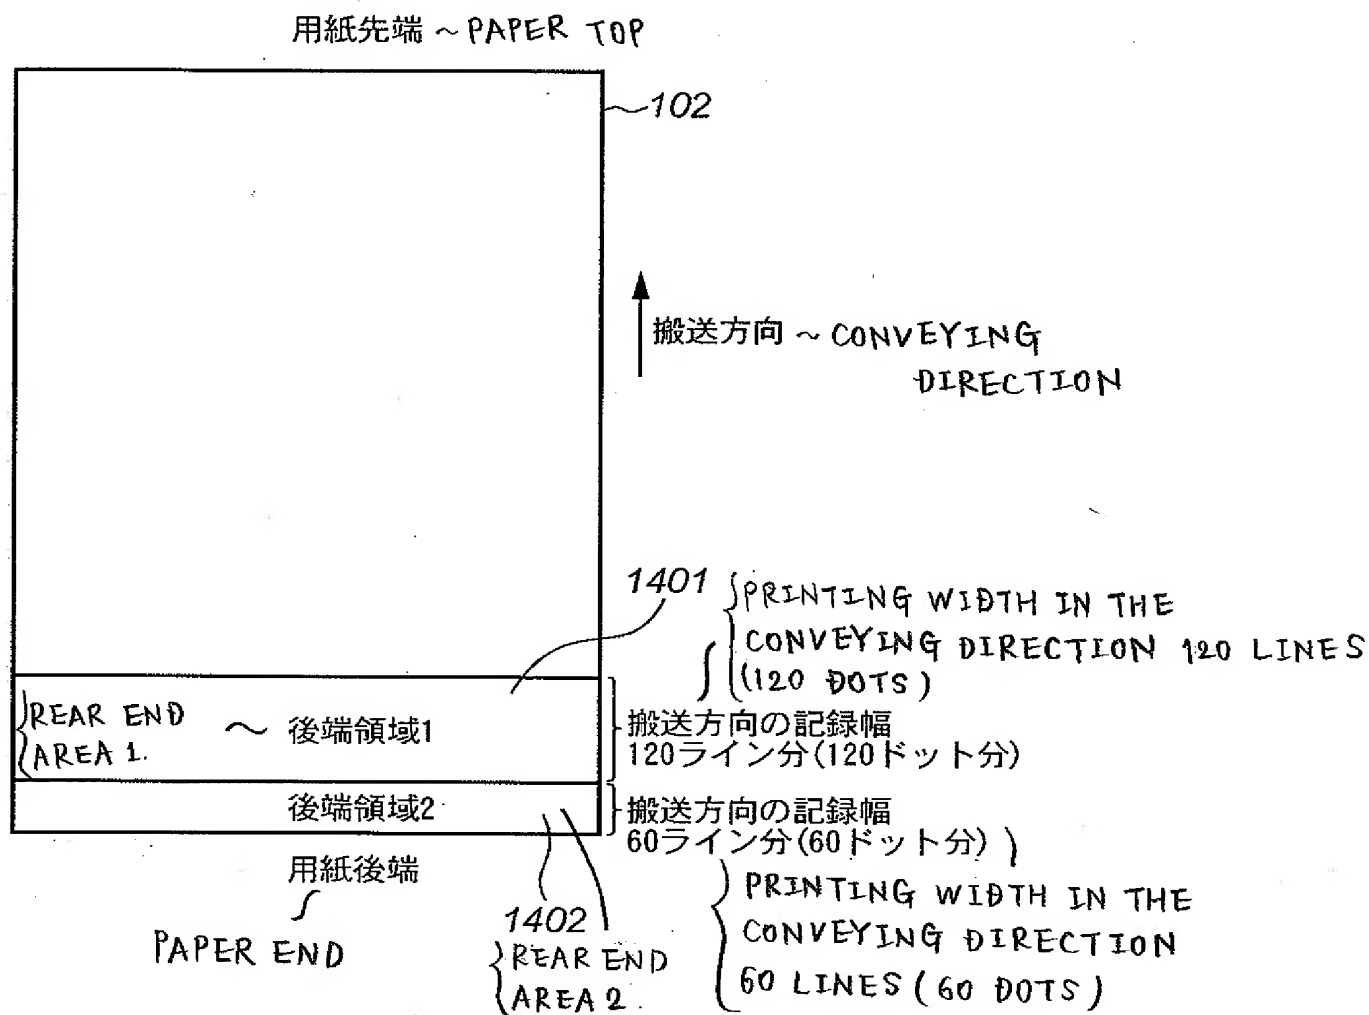 用紙先端 ~ PAPER TOP
102
搬送方向 ~ CONVEYING
DIRECTION
1401
PRINTING WIDTH IN THE
CONVEYING DIRECTION 120 LINES
(120 DOTS)
REAR END
AREA 1.
~ 後端領域1
搬送方向の記録幅
120ライン分(120ドット分)
後端領域2
搬送方向の記録幅
60ライン分(60ドット分)
用紙後端
PAPER END
1402
REAR END
AREA 2.
PRINTING WIDTH IN THE
CONVEYING DIRECTION
60 LINES (60 DOTS)